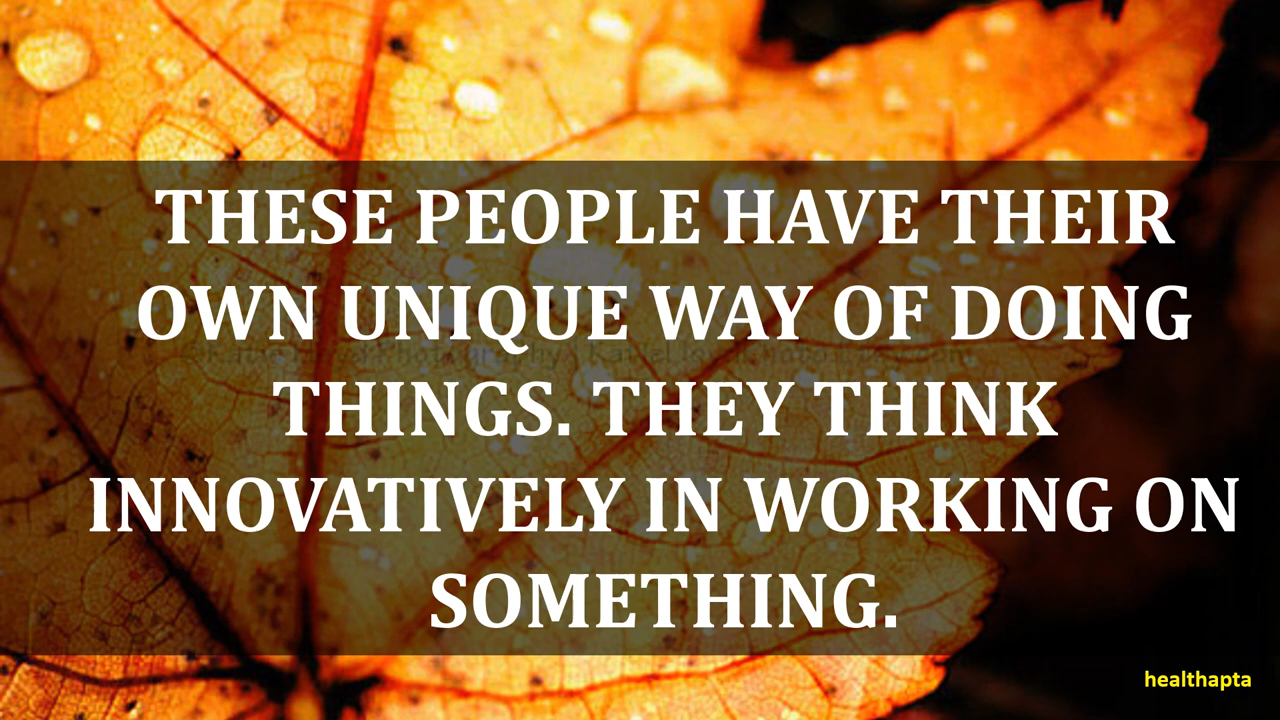 THESE PEOPLE HAVE THEIR
OWN UNIQUE WAY OF DOING
THINGS. THEY THINK
INNOVATIVELY IN WORKING ON
SOMETHING.
healthapta